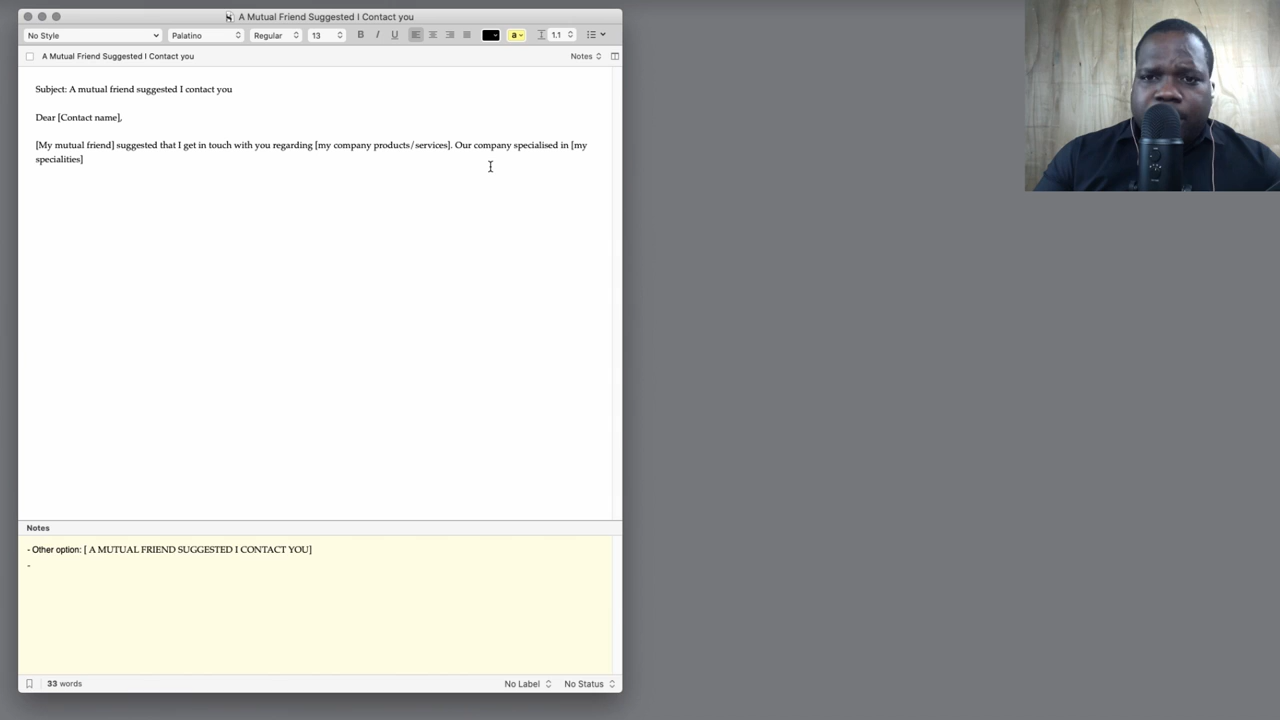 A Mutual Friend Suggested I Contact you
No Style Palatino Regular 13 B I U a 1.1
A Mutual Friend Suggested I Contact you Notes
Subject: A mutual friend suggested I contact you
Dear [Contact name],
[My mutual friend] suggested that I get in touch with you regarding [my company products/services]. Our company specialised in [my
specialities]
Notes
- Other option: [ A MUTUAL FRIEND SUGGESTED I CONTACT YOU]
-
33 words No Label No Status